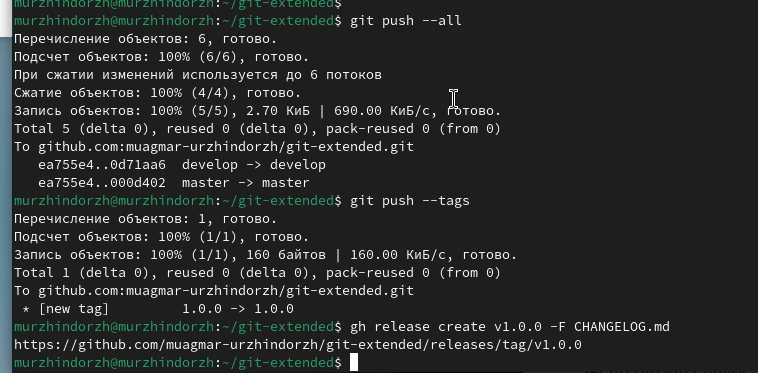 murzhindorzh@murzhindorzh:~/git-extended$
murzhindorzh@murzhindorzh:~/git-extended$ git push --all
Перечисление объектов: 6, готово.
Подсчет объектов: 100% (6/6), готово.
При сжатии изменений используется до 6 потоков
Сжатие объектов: 100% (4/4), готово.
Запись объектов: 100% (5/5), 2.70 КиБ | 690.00 КиБ/с, готово.
Total 5 (delta 0), reused 0 (delta 0), pack-reused 0 (from 0)
To github.com:muagmar-urzhindorzh/git-extended.git
   ea755e4..0d71aa6  develop -> develop
   ea755e4..000d402  master -> master
murzhindorzh@murzhindorzh:~/git-extended$ git push --tags
Перечисление объектов: 1, готово.
Подсчет объектов: 100% (1/1), готово.
Запись объектов: 100% (1/1), 160 байтов | 160.00 КиБ/с, готово.
Total 1 (delta 0), reused 0 (delta 0), pack-reused 0 (from 0)
To github.com:muagmar-urzhindorzh/git-extended.git
 * [new tag]         1.0.0 -> 1.0.0
murzhindorzh@murzhindorzh:~/git-extended$ gh release create v1.0.0 -F CHANGELOG.md
https://github.com/muagmar-urzhindorzh/git-extended/releases/tag/v1.0.0
murzhindorzh@murzhindorzh:~/git-extended$